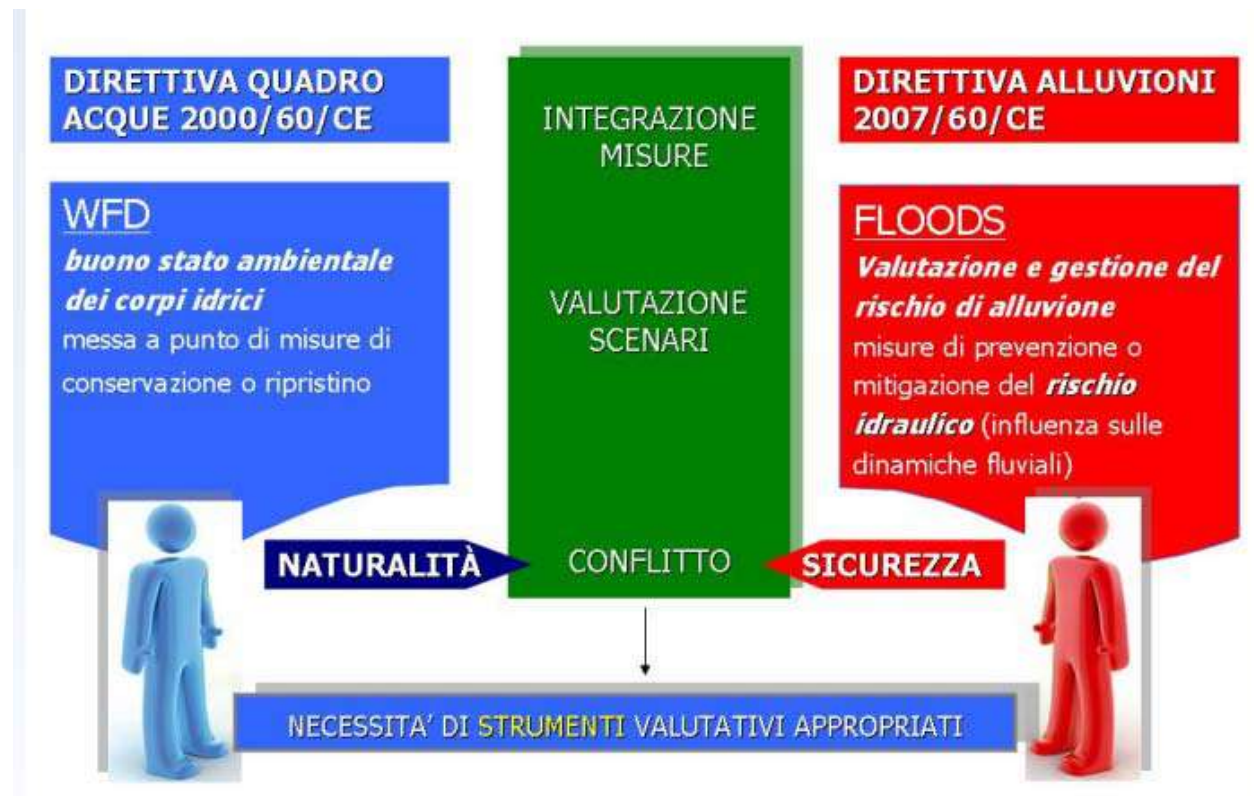 DIRETTIVA QUADRO
ACQUE 2000/60/CE
WFD
buono stato ambientale
dei corpi idrici
messa a punto di misure di
conservazione o ripristino
NATURALITÀ
INTEGRAZIONE
MISURE
VALUTAZIONE
SCENARI
CONFLITTO
DIRETTIVA ALLUVIONI
2007/60/CE
FLOODS
Valutazione e gestione del
rischio di alluvione
misure di prevenzione o
mitigazione del rischio
idraulico (influenza sulle
dinamiche fluviali)
SICUREZZA
NECESSITA' DI STRUMENTI VALUTATIVI APPROPRIATI